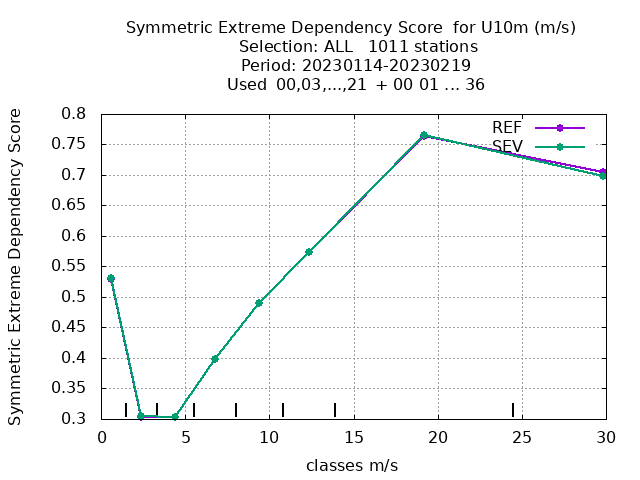 Symmetric Extreme Dependency Score  for U10m (m/s)
Selection: ALL   1011 stations
Period: 20230114-20230219
Used  00,03,...,21  + 00 01 ... 36
Symmetric Extreme Dependency Score
0.8
0.75
0.7
0.65
0.6
0.55
0.5
0.45
0.4
0.35
0.3
REF
SEV
0 5 10 15 20 25 30
classes m/s